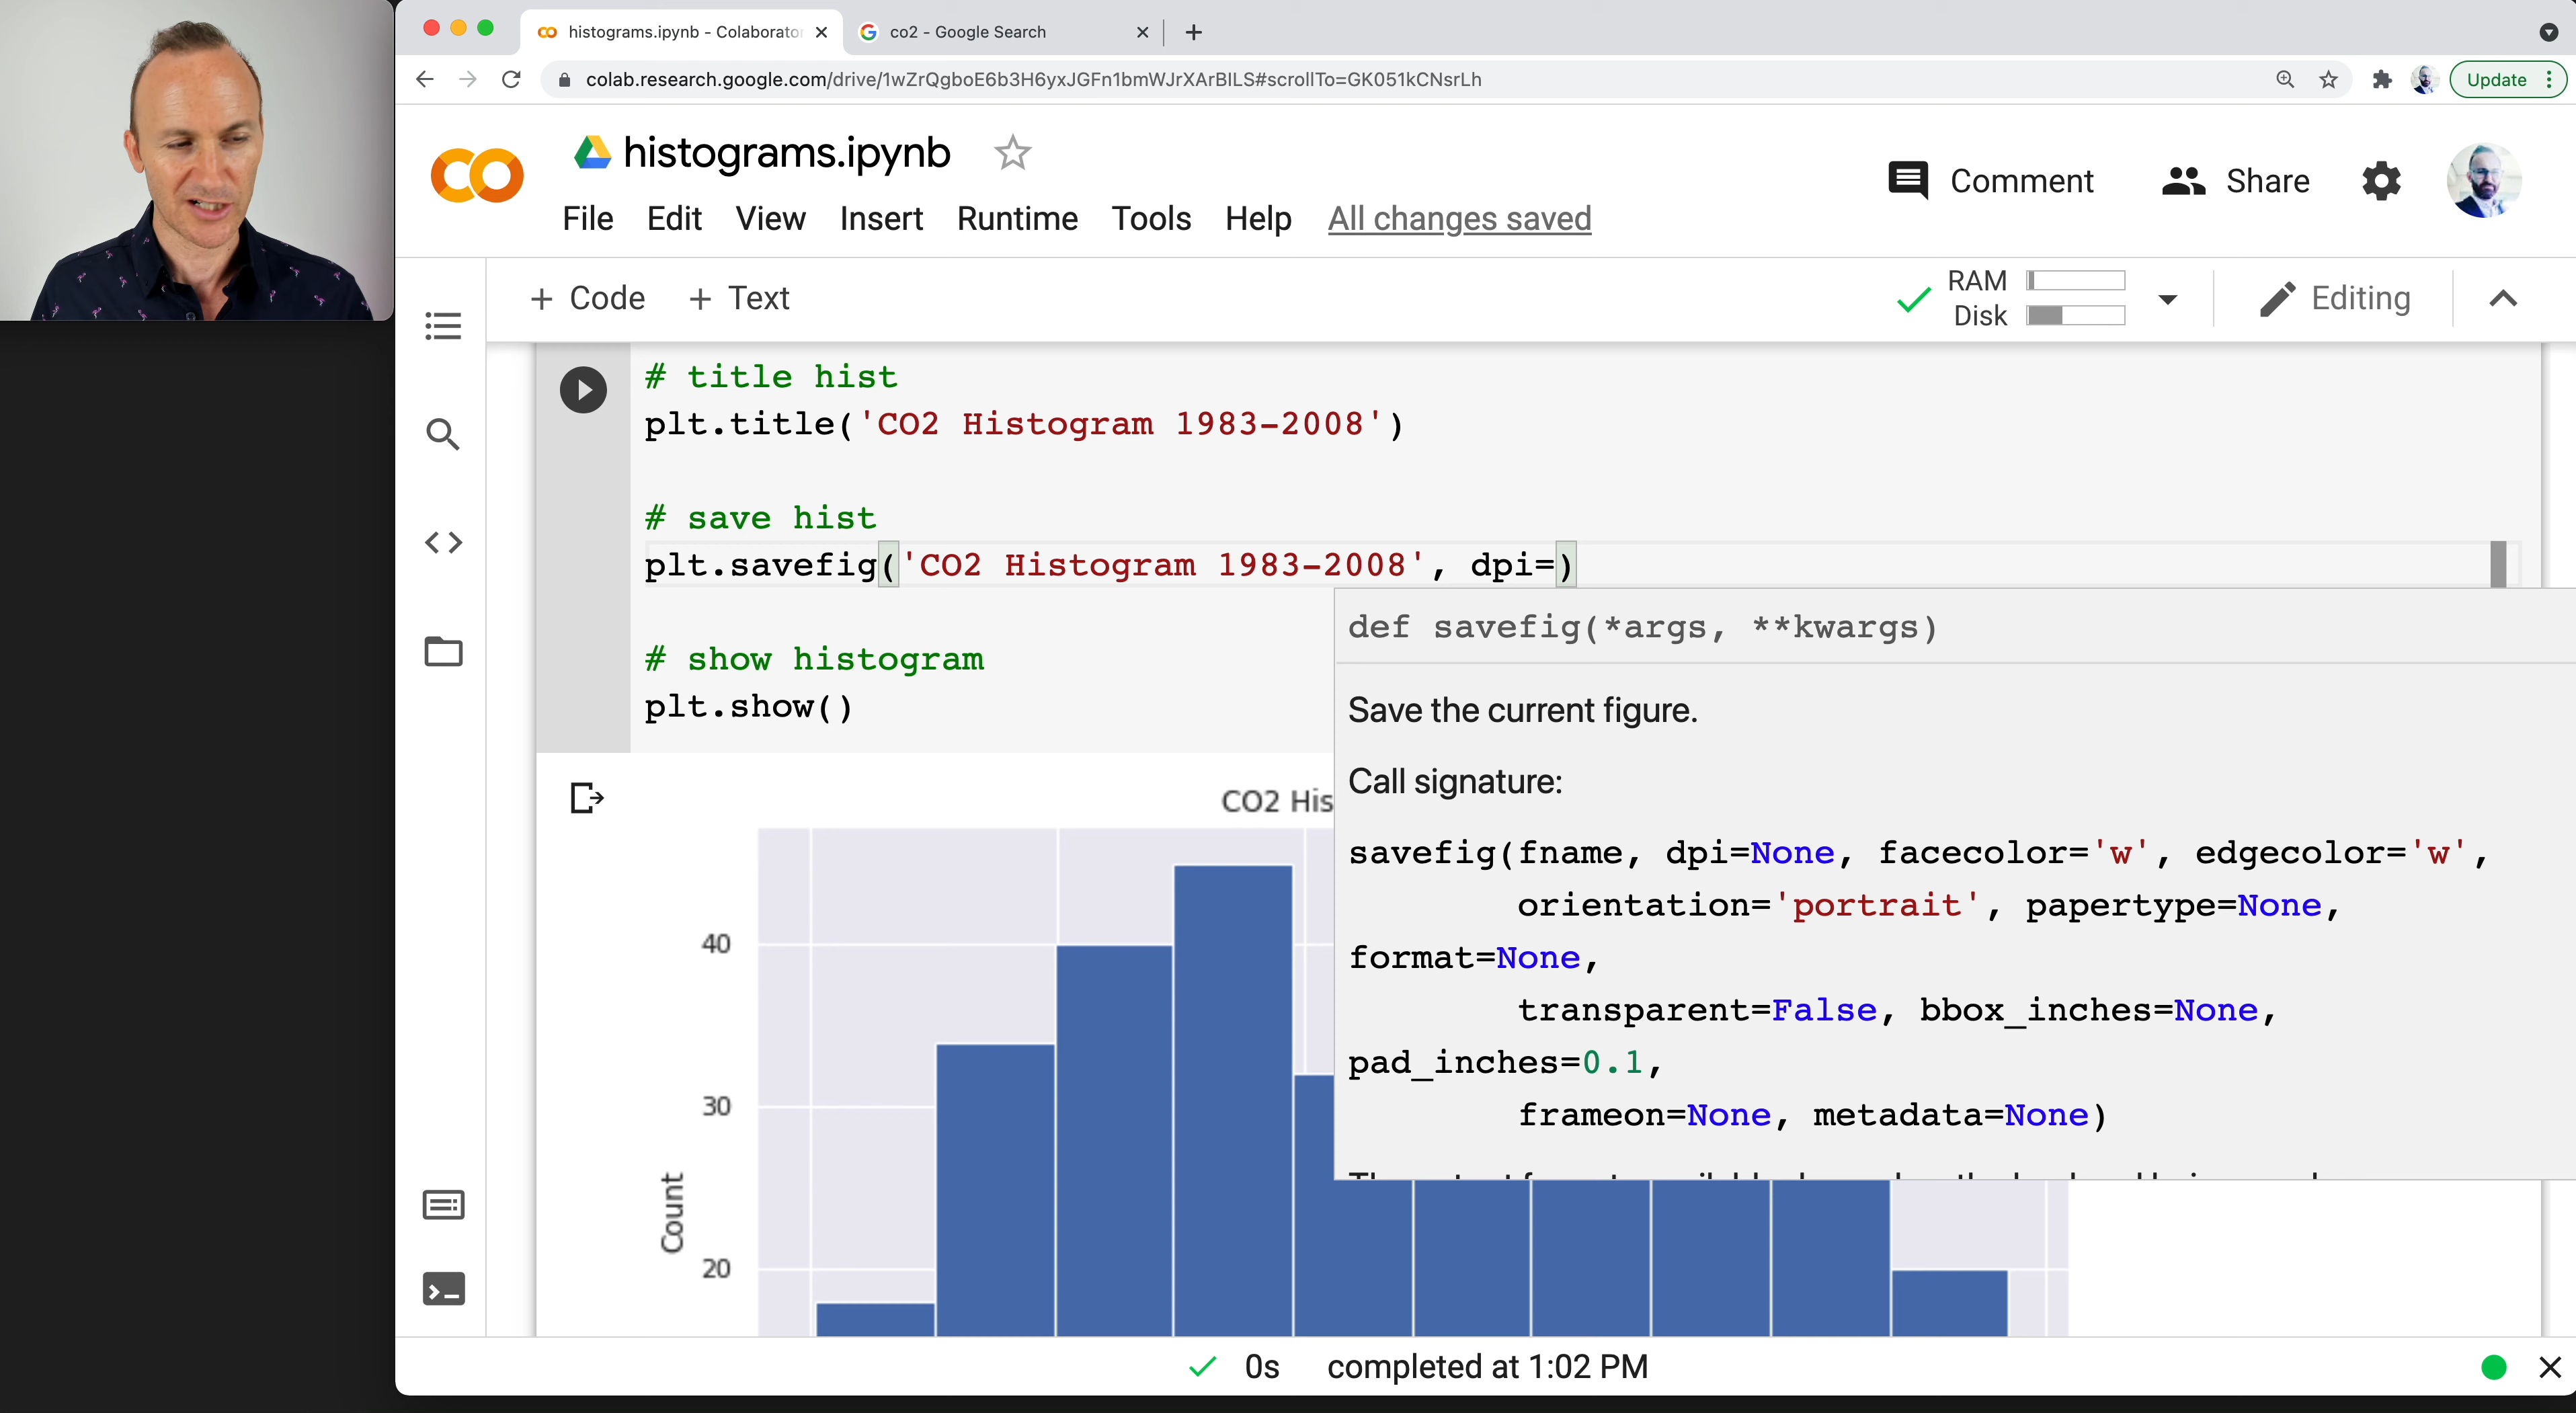 histograms.ipynb - Colaborator
co2 - Google Search
colab.research.google.com/drive/1wZrQgboE6b3H6yxJGFn1bmWJrXArBILS#scrollTo=GK051kCNsrLh
Update
histograms.ipynb
Comment
Share
File Edit View Insert Runtime Tools Help All changes saved
+ Code + Text
RAM
Disk
Editing
# title hist
plt.title('CO2 Histogram 1983-2008')
# save hist
plt.savefig('CO2 Histogram 1983-2008', dpi=)
# show histogram
plt.show()
def savefig(*args, **kwargs)
Save the current figure.
Call signature:
savefig(fname, dpi=None, facecolor='w', edgecolor='w',
orientation='portrait', papertype=None,
format=None,
transparent=False, bbox_inches=None,
pad_inches=0.1,
frameon=None, metadata=None)
CO2 His
40
30
20
Count
0s completed at 1:02 PM